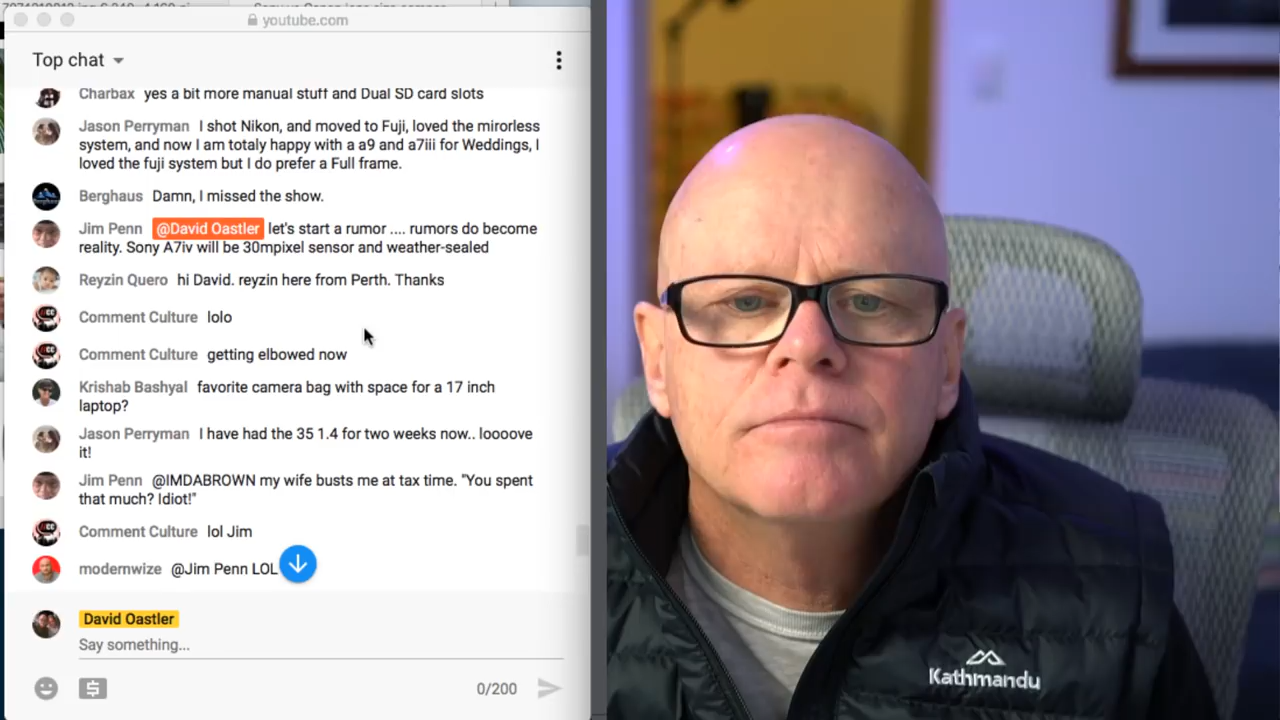 youtube.com
Top chat
Charbax yes a bit more manual stuff and Dual SD card slots
Jason Perryman I shot Nikon, and moved to Fuji, loved the mirorless
system, and now I am totaly happy with a a9 and a7iii for Weddings, I
loved the fuji system but I do prefer a Full frame.
Berghaus Damn, I missed the show.
Jim Penn @David Oastler let's start a rumor .... rumors do become
reality. Sony A7iv will be 30mpixel sensor and weather-sealed
Reyzin Quero hi David. reyzin here from Perth. Thanks
Comment Culture lolo
Comment Culture getting elbowed now
Krishab Bashyal favorite camera bag with space for a 17 inch
laptop?
Jason Perryman I have had the 35 1.4 for two weeks now.. loooove
it!
Jim Penn @IMDABROWN my wife busts me at tax time. "You spent
that much? Idiot!"
Comment Culture lol Jim
modernwize @Jim Penn LOL
David Oastler
Say something...
0/200
Kathmandu